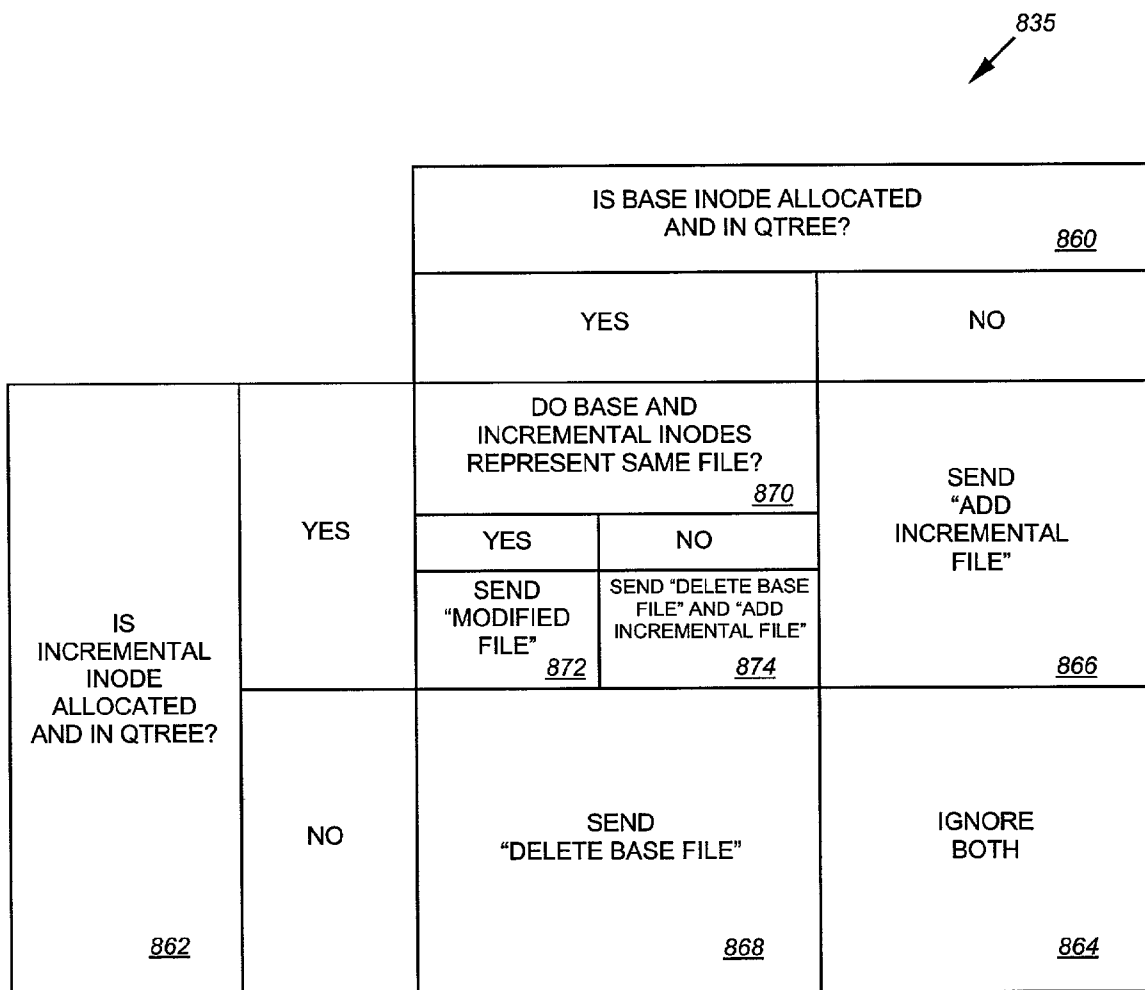 835
IS BASE INODE ALLOCATED
AND IN QTREE?
860
YES
NO
IS
INCREMENTAL
INODE
ALLOCATED
AND IN QTREE?
862
YES
DO BASE AND
INCREMENTAL INODES
REPRESENT SAME FILE?
870
YES
NO
SEND
“MODIFIED
FILE”
872
SEND “DELETE BASE
FILE” AND “ADD
INCREMENTAL FILE”
874
SEND
“ADD
INCREMENTAL
FILE”
866
NO
SEND
“DELETE BASE FILE”
868
IGNORE
BOTH
864